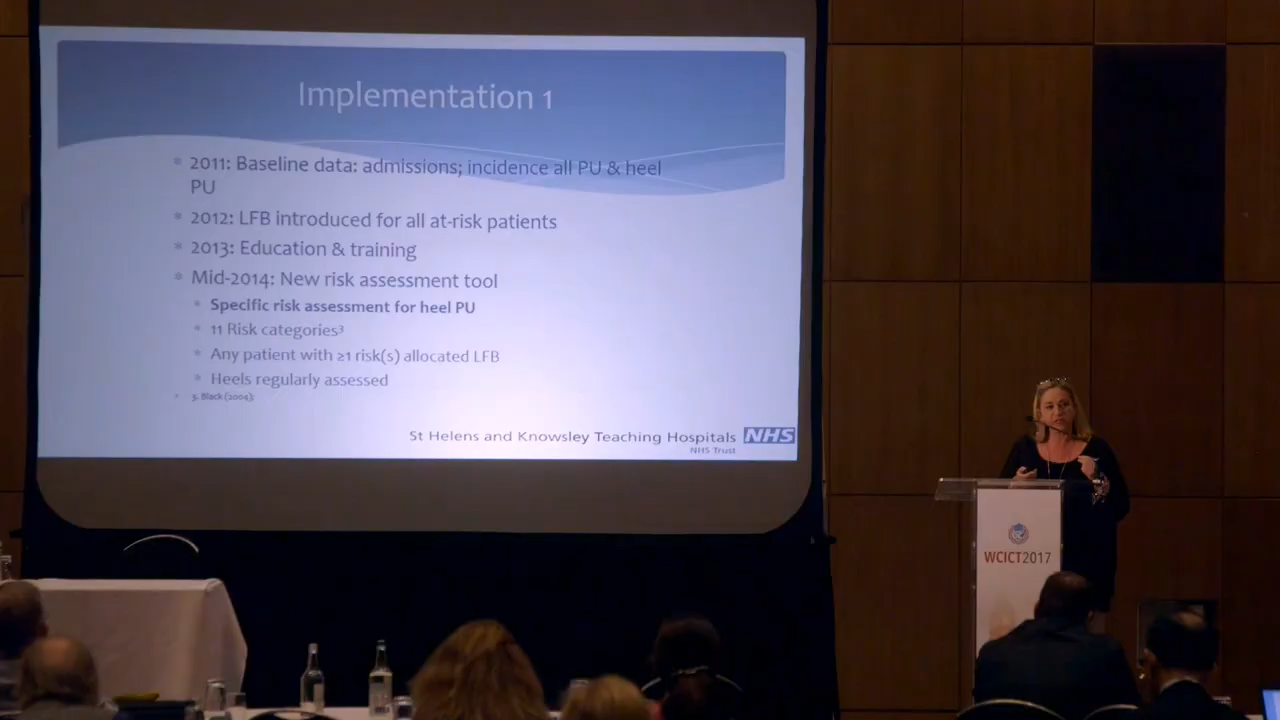 Implementation 1
2011: Baseline data: admissions; incidence all PU & heel
PU
2012: LFB introduced for all at-risk patients
2013: Education & training
Mid-2014: New risk assessment tool
Specific risk assessment for heel PU
11 Risk categories³
Any patient with ≥1 risk(s) allocated LFB
Heels regularly assessed
3. Black (2004);
St Helens and Knowsley Teaching Hospitals NHS
NHS Trust
WCICT2017